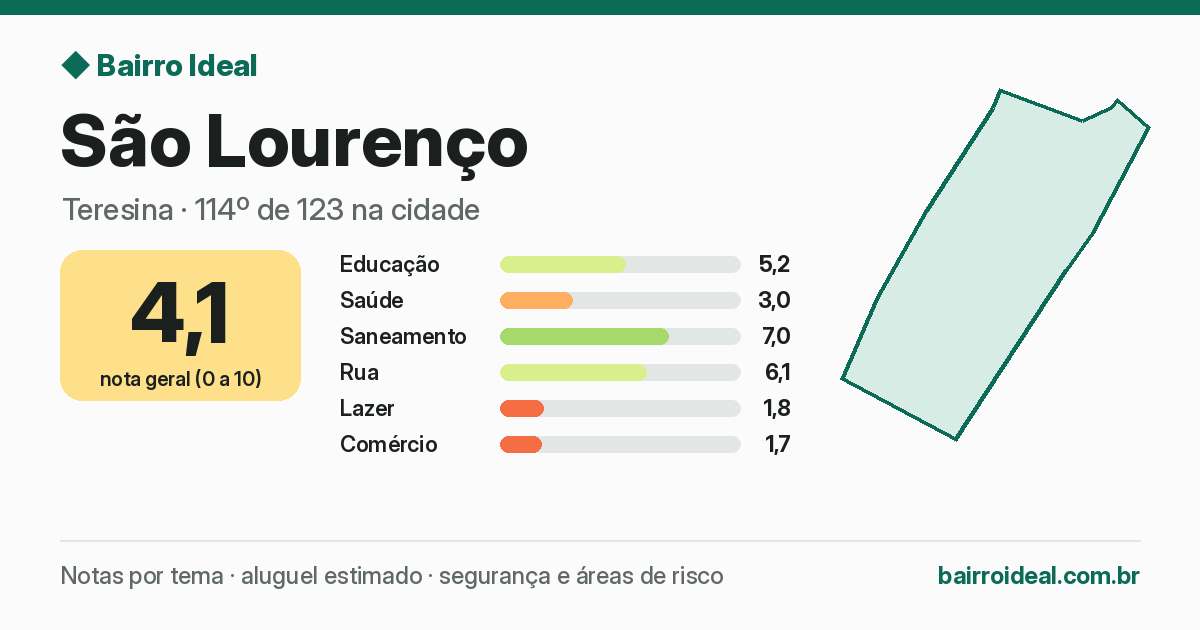 Bairro Ideal
São Lourenço
Teresina · 114º de 123 na cidade
4,1
nota geral (0 a 10)
Educação 5,2
Saúde 3,0
Saneamento 7,0
Rua 6,1
Lazer 1,8
Comércio 1,7
Notas por tema · aluguel estimado · segurança e áreas de risco
bairroideal.com.br